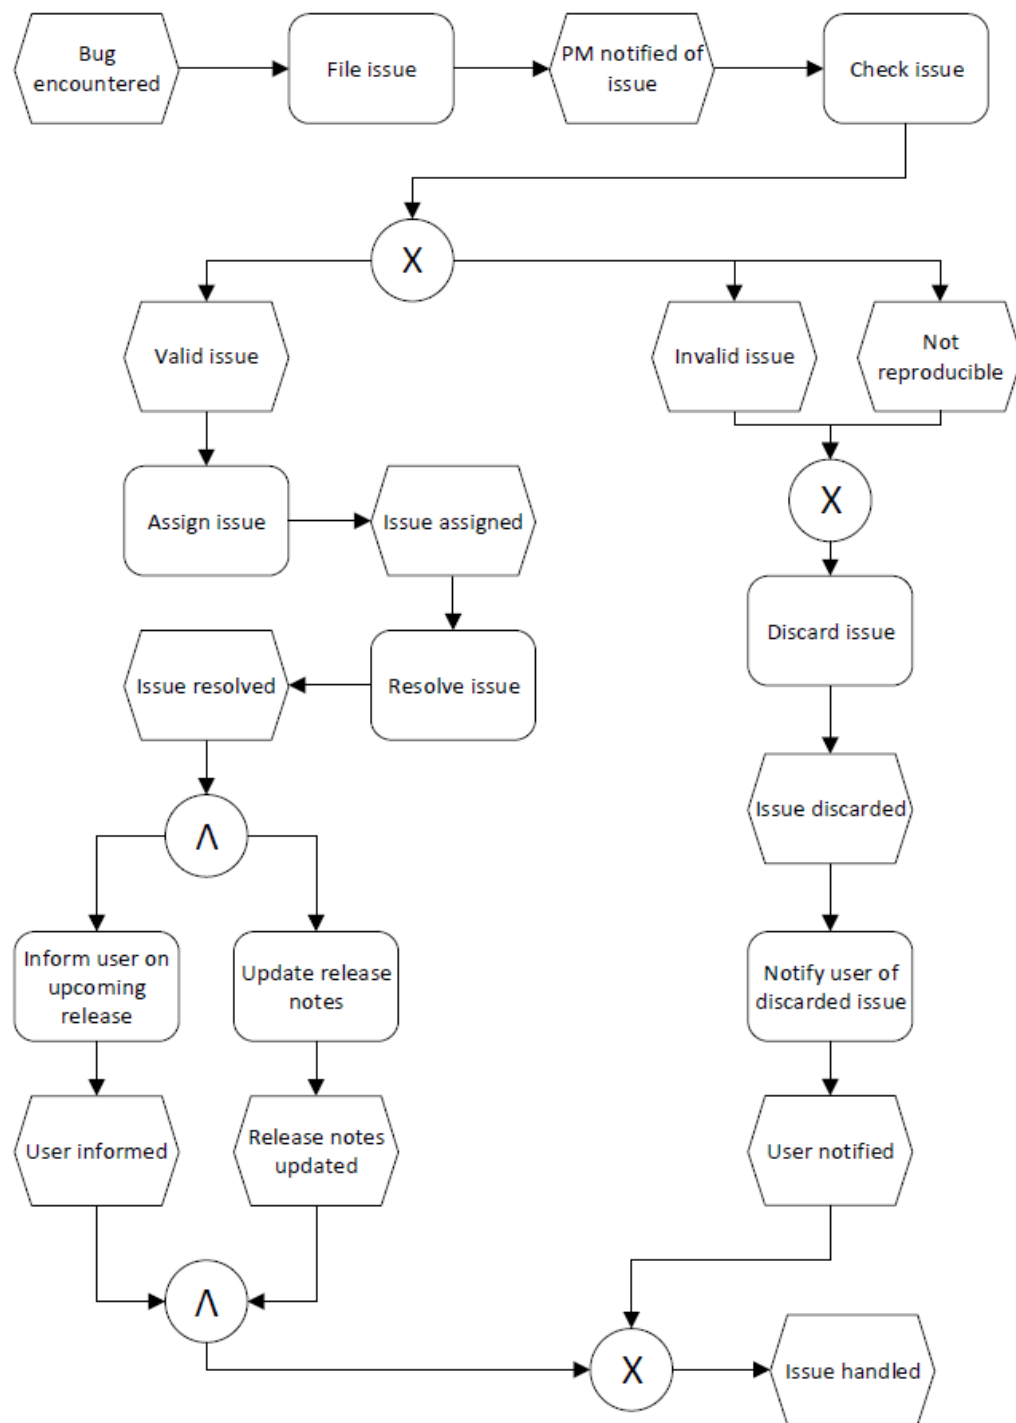 Bug
encountered
File issue
PM notified of
issue
Check issue
X
Valid issue
Invalid issue
Not
reproducible
X
Assign issue
Issue assigned
Discard issue
Issue resolved
Resolve issue
Issue discarded
Λ
Inform user on
upcoming
release
Update release
notes
Notify user of
discarded issue
User informed
Release notes
updated
User notified
Λ
X
Issue handled